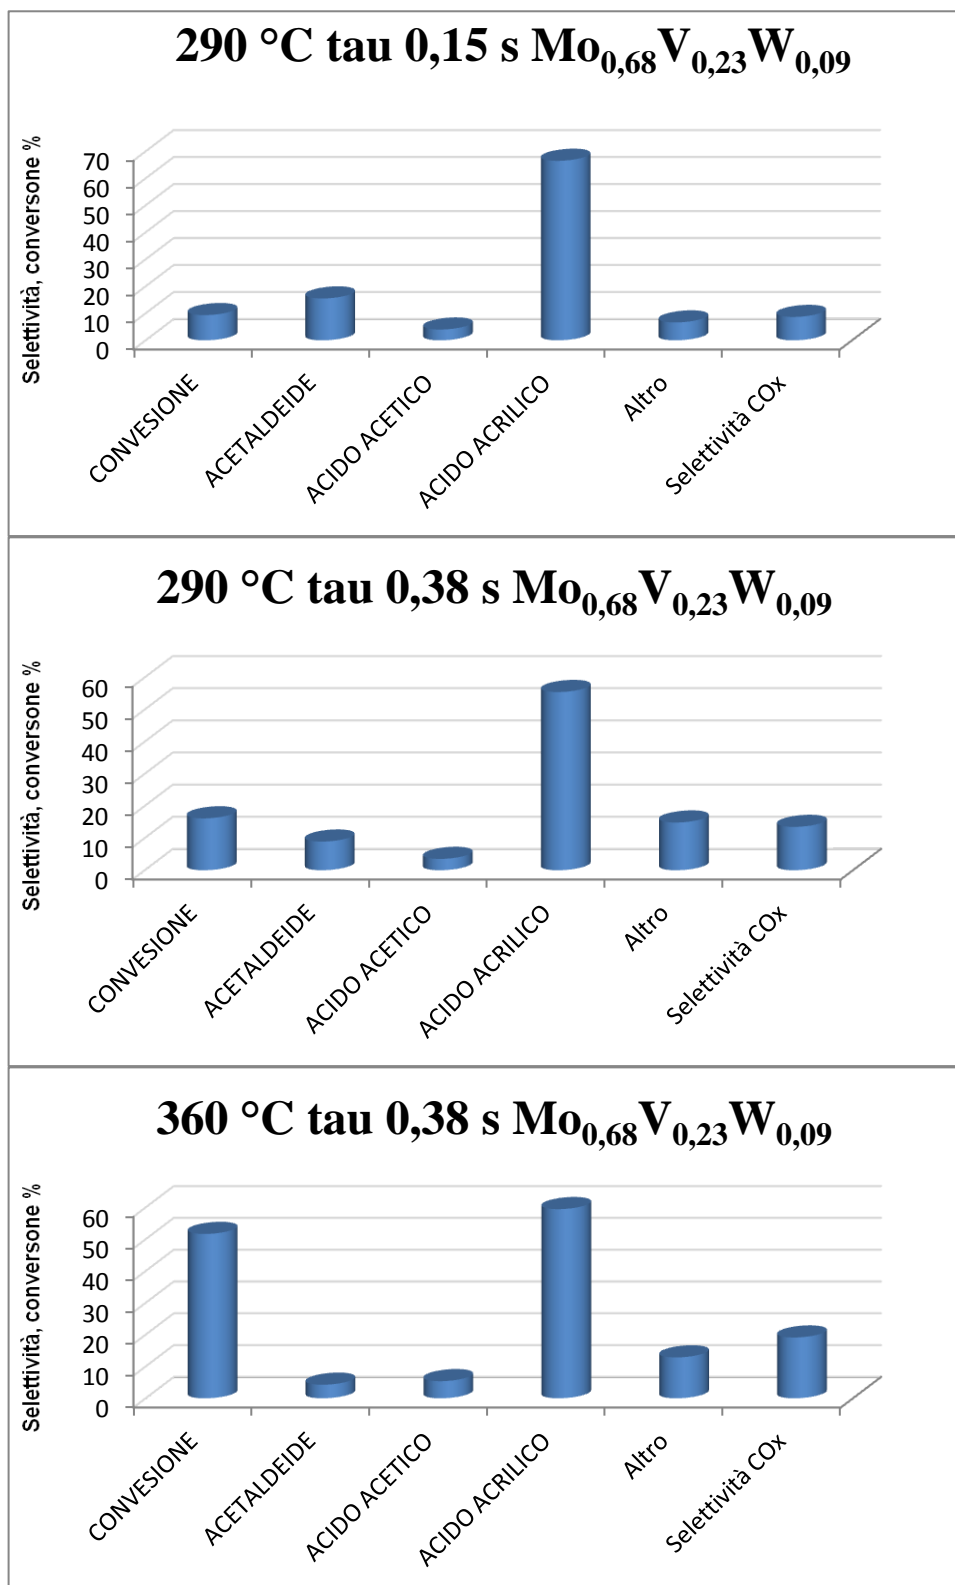 290 °C tau 0,15 s Mo0,68V0,23W0,09
Selettività, conversone %
70
60
50
40
30
20
10
0
CONVESIONE
ACETALDEIDE
ACIDO ACETICO
ACIDO ACRILICO
Altro
Selettività COx
290 °C tau 0,38 s Mo0,68V0,23W0,09
Selettività, conversone %
60
50
40
30
20
10
0
CONVESIONE
ACETALDEIDE
ACIDO ACETICO
ACIDO ACRILICO
Altro
Selettività COx
360 °C tau 0,38 s Mo0,68V0,23W0,09
Selettività, conversone %
60
50
40
30
20
10
0
CONVESIONE
ACETALDEIDE
ACIDO ACETICO
ACIDO ACRILICO
Altro
Selettività COx